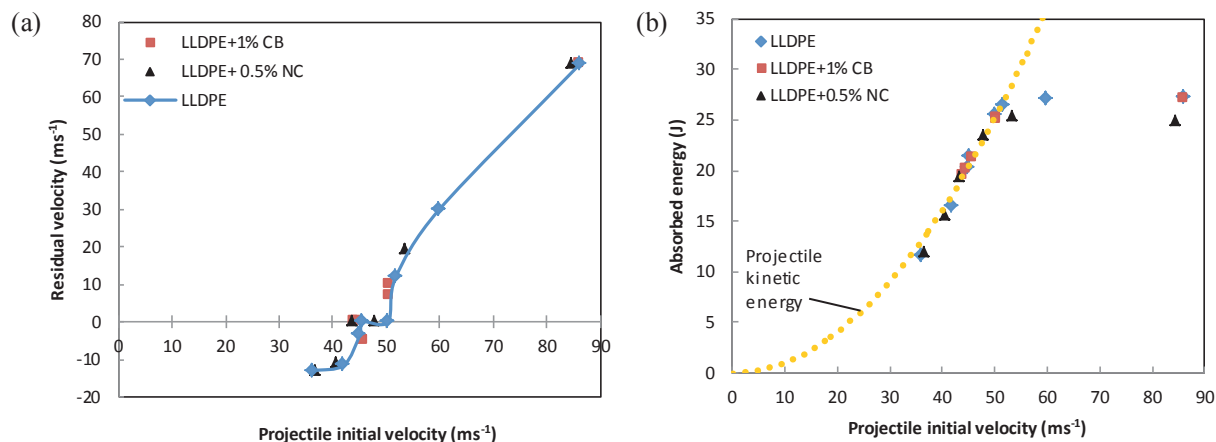 (a)
80
70
60
50
40
30
20
10
0
-10
-20
0 10 20 30 40 50 60 70 80 90
Residual velocity (ms⁻¹)
Projectile initial velocity (ms⁻¹)
LLDPE+1% CB
LLDPE+ 0.5% NC
LLDPE
(b)
35
30
25
20
15
10
5
0
0 10 20 30 40 50 60 70 80 90
Absorbed energy (J)
Projectile initial velocity (ms⁻¹)
LLDPE
LLDPE+1% CB
LLDPE+0.5% NC
Projectile
kinetic
energy